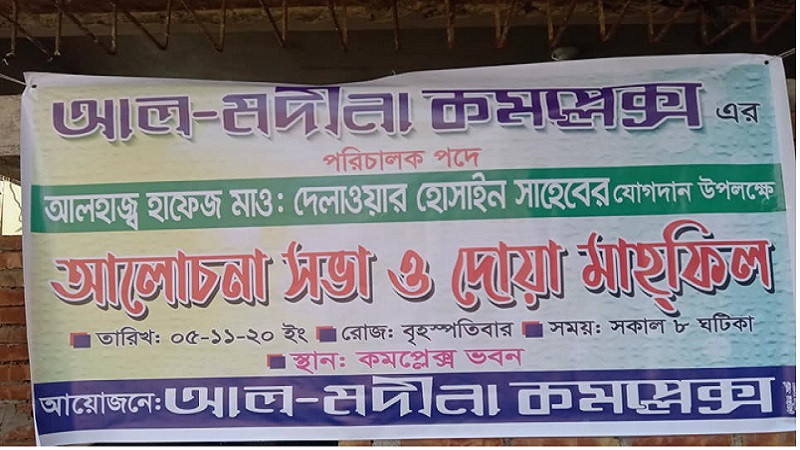 আল-মদীনা কমপ্লেক্স এর
পরিচালক পদে
আলহাজ্ব হাফেজ মাও: দেলাওয়ার হোসাইন সাহেবের যোগদান উপলক্ষে
আলোচনা সভা ও দোয়া মাহ্ফিল
তারিখ: ০৫-১১-২০ ইং রোজ: বৃহস্পতিবার সময়: সকাল ৮ ঘটিকা
স্থান: কমপ্লেক্স ভবন
আয়োজনে: আল-মদীনা কমপ্লেক্স